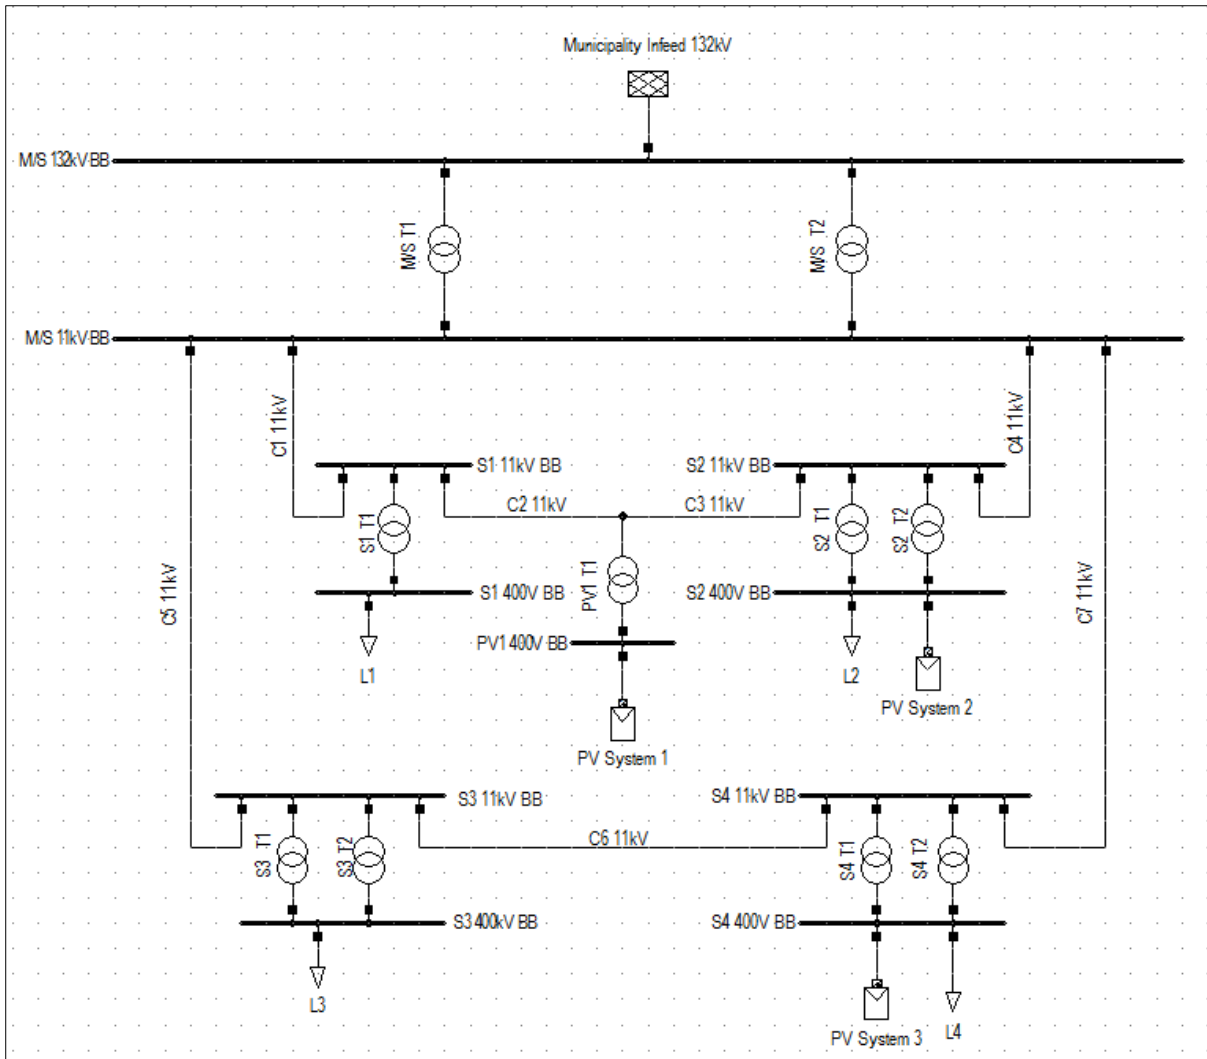 Municipality Infeed 132kV
M/S 132kV BB
M/S T1
M/S T2
M/S 11kV BB
C1 11kV
C4 11kV
S1 11kV BB
S2 11kV BB
C2 11kV
C3 11kV
S1 T1
S2 T1
S2 T2
PV1 T1
C5 11kV
C7 11kV
S1 400V BB
S2 400V BB
PV1 400V BB
L1
L2
PV System 2
PV System 1
S3 11kV BB
S4 11kV BB
C6 11kV
S3 T1
S3 T2
S4 T1
S4 T2
S3 400kV BB
S4 400V BB
L3
PV System 3
L4